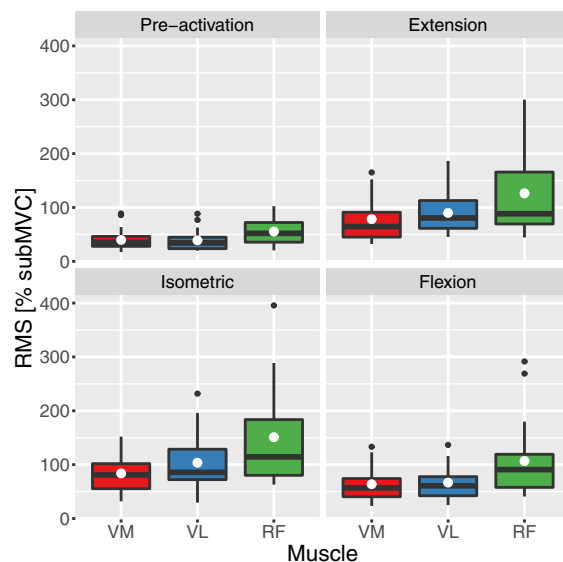 Pre−activation
Extension
400
300
200
100
0
Isometric
Flexion
400
300
200
100
0
RMS [% subMVC]
VM
VL
RF
VM
VL
RF
Muscle